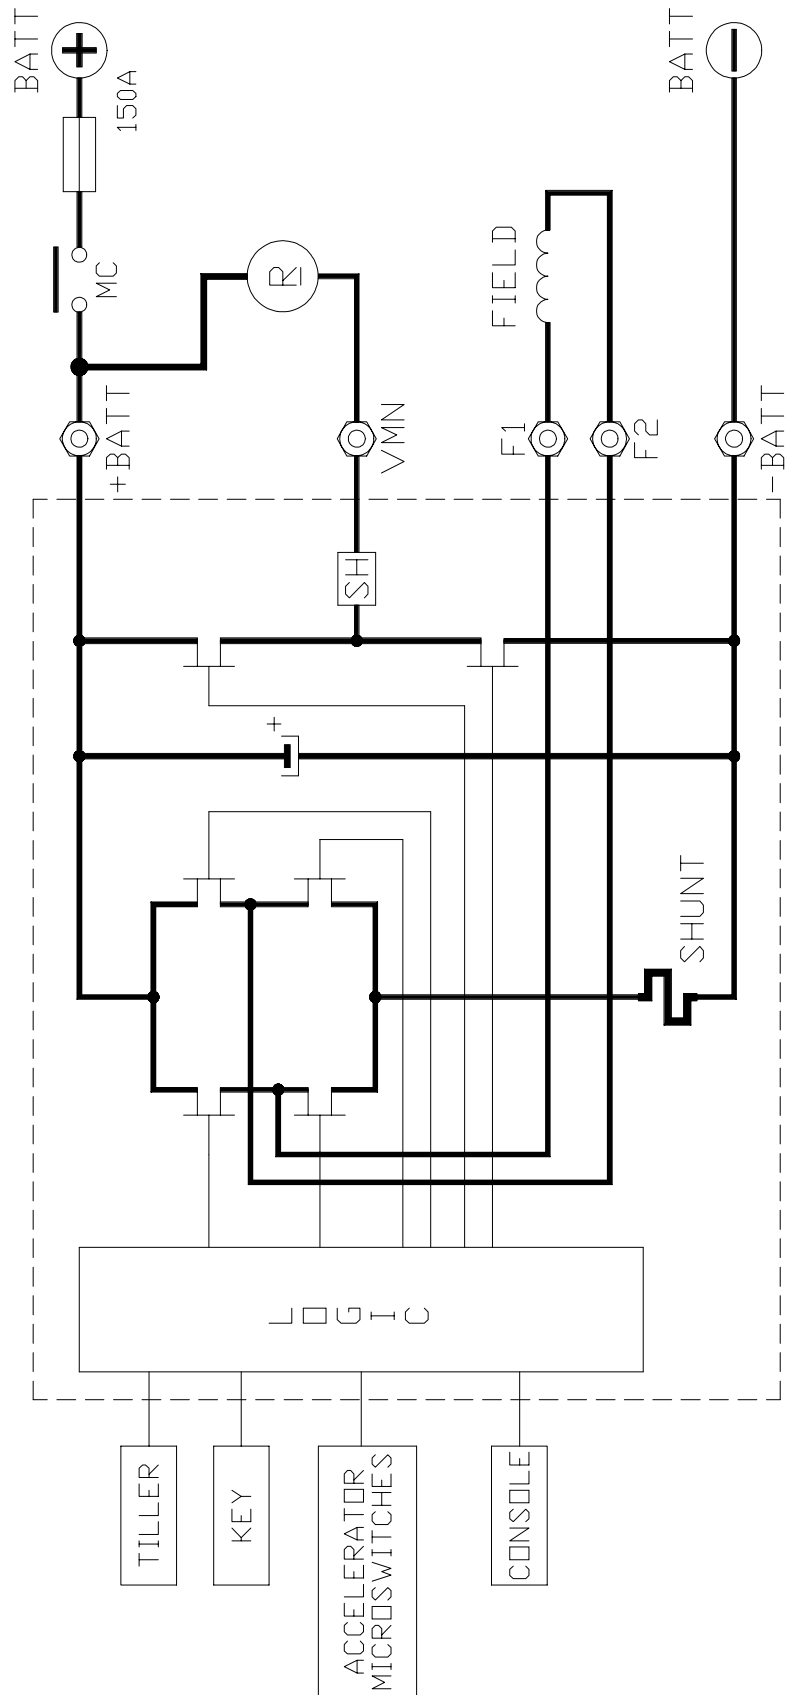 BATT
+
150A
MC
R
+BATT
VMN
FIELD
F1
F2
BATT
-
-BATT
SH
+
SHUNT
LOGIC
TILLER
KEY
ACCELERATOR
MICROSWITCHES
CONSOLE